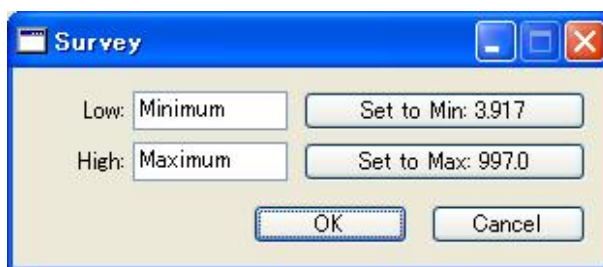 Survey
Low: Minimum Set to Min: 3.917
High: Maximum Set to Max: 997.0
OK Cancel